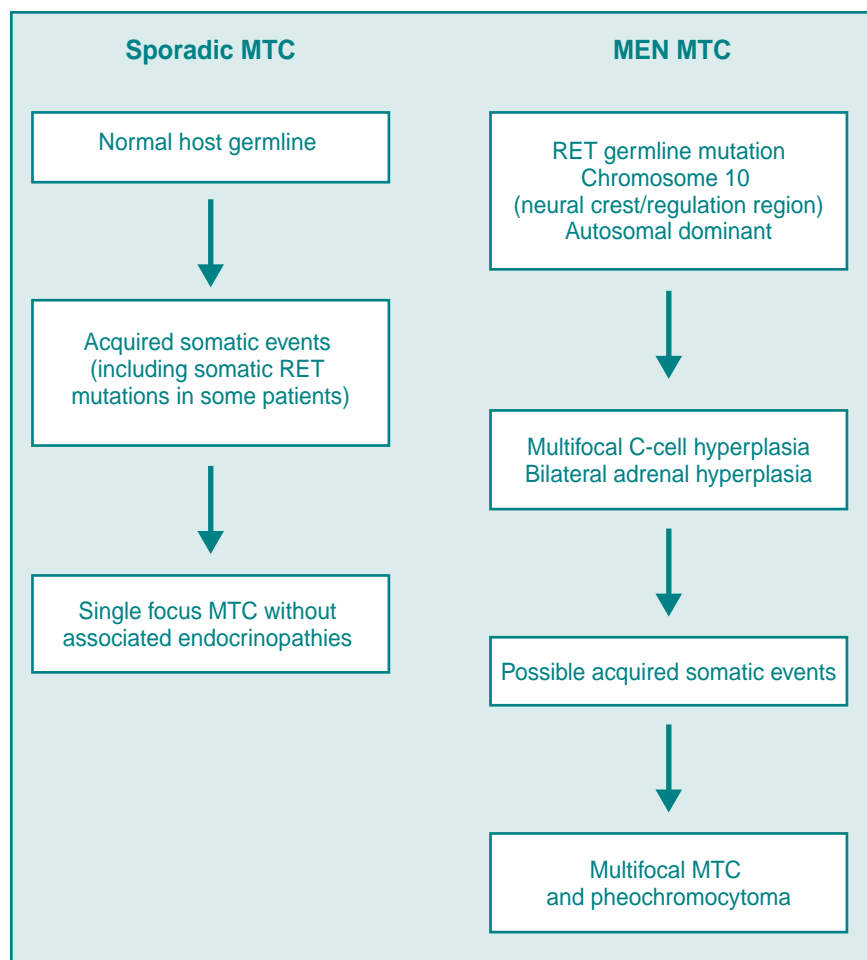 Sporadic MTC
Normal host germline
Acquired somatic events
(including somatic RET
mutations in some patients)
Single focus MTC without
associated endocrinopathies
MEN MTC
RET germline mutation
Chromosome 10
(neural crest/regulation region)
Autosomal dominant
Multifocal C-cell hyperplasia
Bilateral adrenal hyperplasia
Possible acquired somatic events
Multifocal MTC
and pheochromocytoma